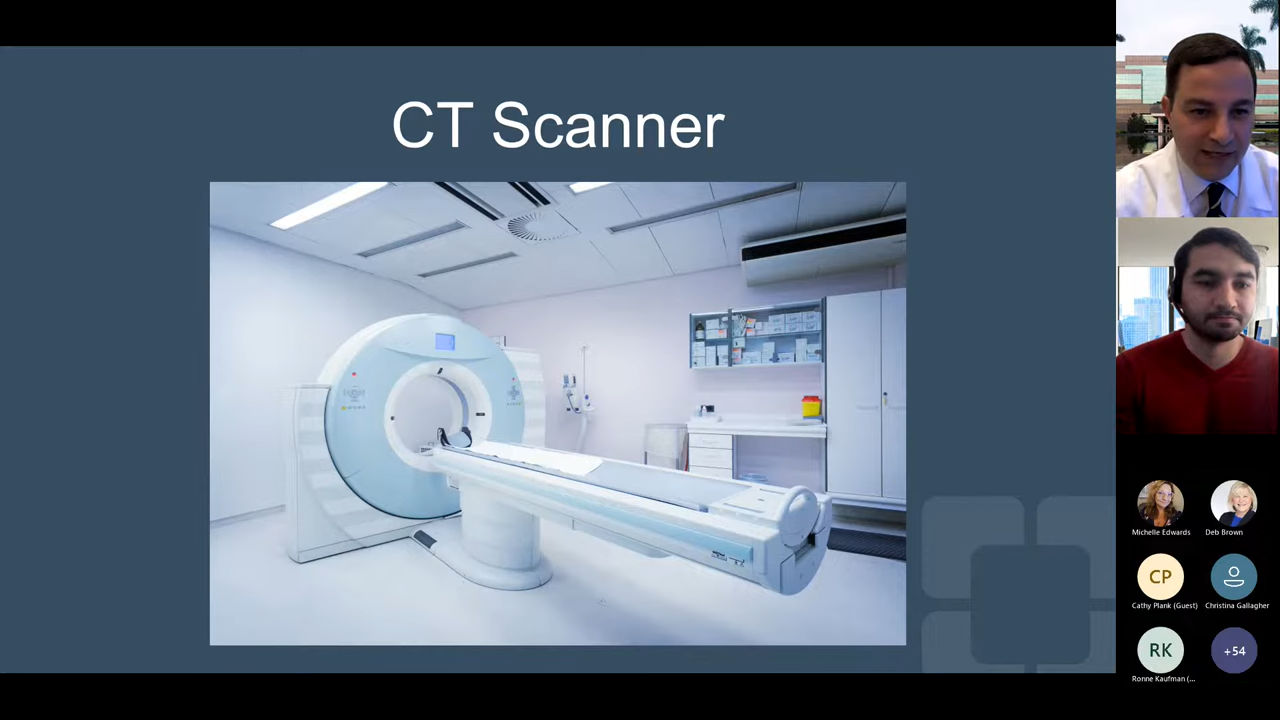 CT Scanner
Michelle Edwards
Deb Brown
CP
Cathy Plank (Guest)
Christina Gallagher
RK
+54
Ronne Kaufman (...